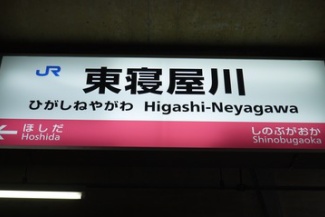 JR
東寝屋川
ひがしねやがわ Higashi-Neyagawa
ほしだ しのぶがおか
Hoshida Shinobugaoka